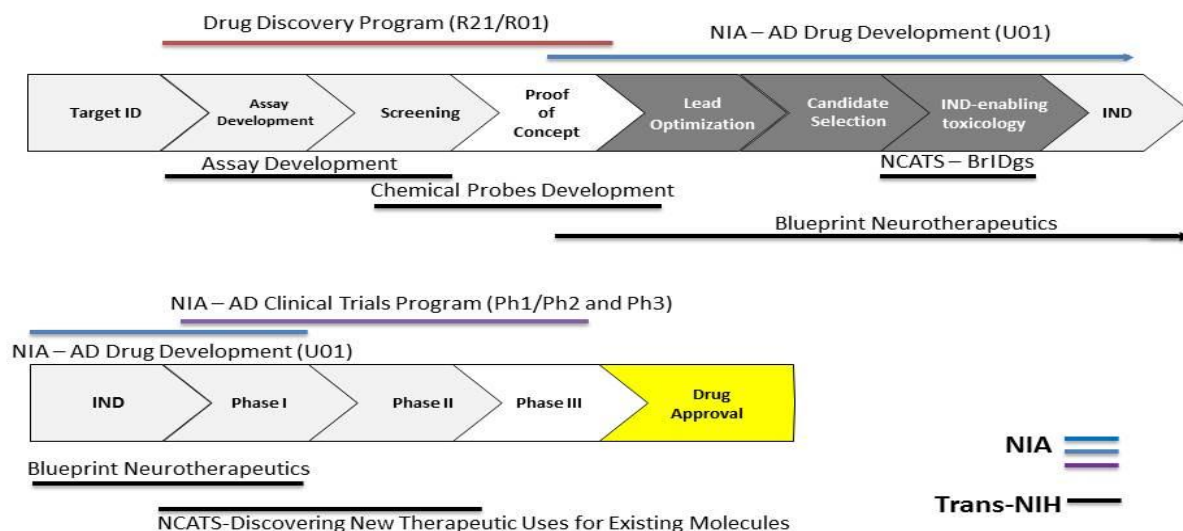 Drug Discovery Program (R21/R01)
NIA – AD Drug Development (U01)
Target ID
Assay
Development
Screening
Proof
of
Concept
Lead
Optimization
Candidate
Selection
IND-enabling
toxicology
IND
Assay Development
NCATS – BrIDgs
Chemical Probes Development
Blueprint Neurotherapeutics
NIA – AD Clinical Trials Program (Ph1/Ph2 and Ph3)
NIA – AD Drug Development (U01)
IND
Phase I
Phase II
Phase III
Drug
Approval
Blueprint Neurotherapeutics
NCATS-Discovering New Therapeutic Uses for Existing Molecules
NIA
Trans-NIH